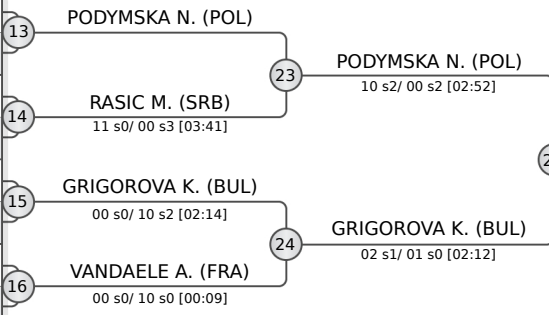 13
PODYMSKA N. (POL)
23
PODYMSKA N. (POL)
10 s2/ 00 s2 [02:52]
14
RASIC M. (SRB)
11 s0/ 00 s3 [03:41]
15
GRIGOROVA K. (BUL)
00 s0/ 10 s2 [02:14]
24
GRIGOROVA K. (BUL)
02 s1/ 01 s0 [02:12]
16
VANDAELE A. (FRA)
00 s0/ 10 s0 [00:09]